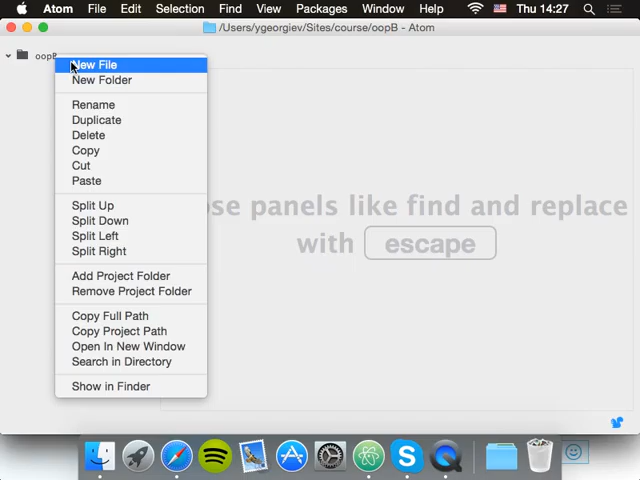 Atom File Edit Selection Find View Packages Window Help Thu 14:27
/Users/ygeorgiev/Sites/course/oopB - Atom
oopB
New File
New Folder
Rename
Duplicate
Delete
Copy
Cut
Paste
Split Up
Split Down
Split Left
Split Right
Add Project Folder
Remove Project Folder
Copy Full Path
Copy Project Path
Open In New Window
Search in Directory
Show in Finder
panels like find and replace
with escape